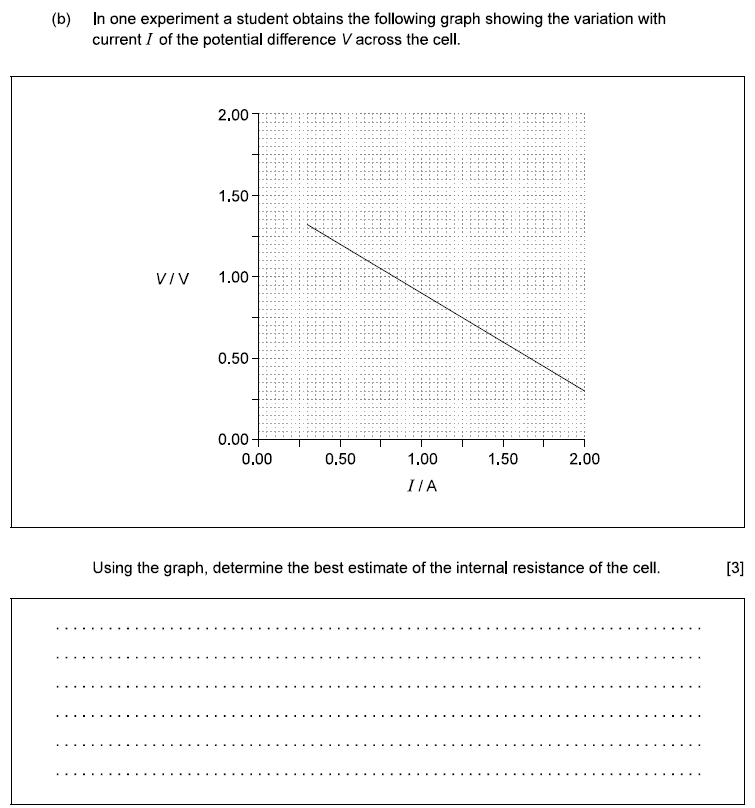 (b) In one experiment a student obtains the following graph showing the variation with
current I of the potential difference V across the cell.
2.00
1.50
V / V
1.00
0.50
0.00
0.00 0.50 1.00 1.50 2.00
I / A
Using the graph, determine the best estimate of the internal resistance of the cell. [3]